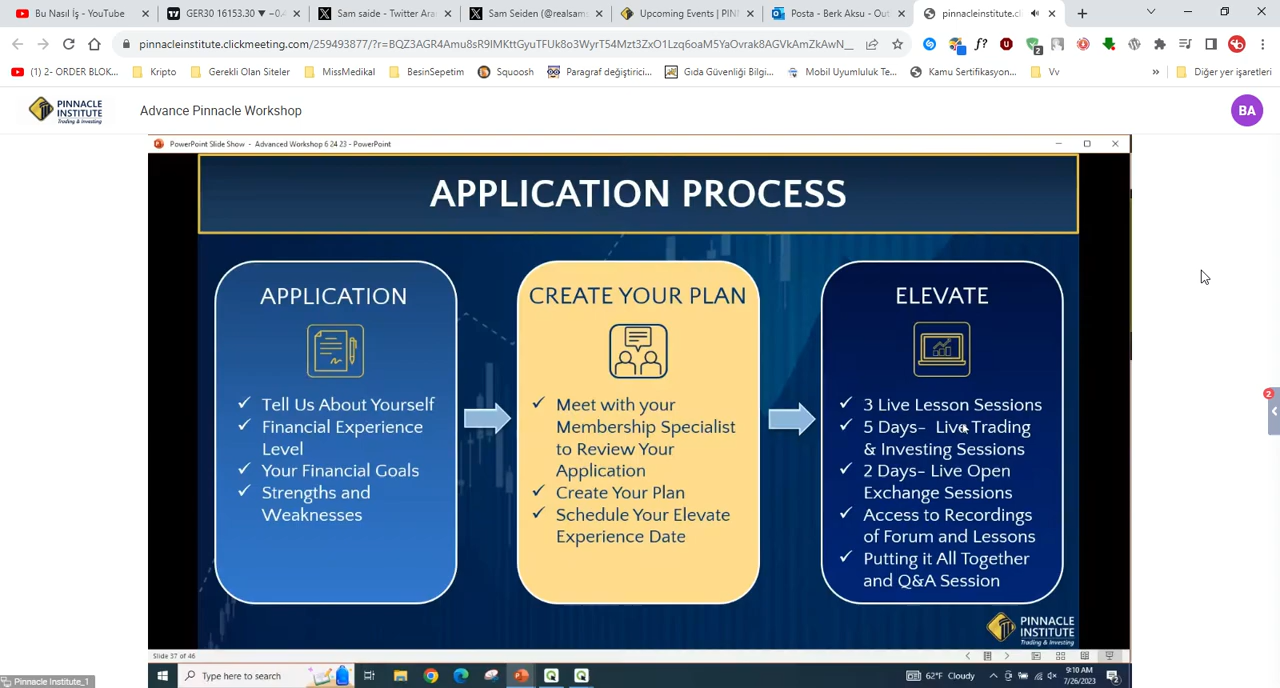 Bu Nasıl İş - YouTube
GER30 16153.30 ▼ −0.
Sam saide - Twitter Ara
Sam Seiden (@realsam
Upcoming Events | PINN
Posta - Berk Aksu - Out
pinnacleinstitute.cl
pinnacleinstitute.clickmeeting.com
(1) 2- ORDER BLOK...
Kripto
Gerekli Olan Siteler
MissMedikal
BesinSepetim
Squoosh
Paragraf değiştirici...
Gıda Güvenliği Bilgi...
Mobil Uyumluluk Te...
Kamu Sertifikasyon...
Vv
»
Diğer yer işaretleri
PINNACLE
INSTITUTE
Trading & Investing
Advance Pinnacle Workshop
BA
PowerPoint Slide Show - Advanced Workshop 6 24 23 - PowerPoint
APPLICATION PROCESS
APPLICATION
✓ Tell Us About Yourself
✓ Financial Experience
Level
✓ Your Financial Goals
✓ Strengths and
Weaknesses
CREATE YOUR PLAN
✓ Meet with your
Membership Specialist
to Review Your
Application
✓ Create Your Plan
✓ Schedule Your Elevate
Experience Date
ELEVATE
✓ 3 Live Lesson Sessions
✓ 5 Days- Live Trading
& Investing Sessions
✓ 2 Days- Live Open
Exchange Sessions
✓ Access to Recordings
of Forum and Lessons
✓ Putting it All Together
and Q&A Session
2
PINNACLE
INSTITUTE
Trading & Investing
Slide 37 of 46
Type here to search
62°F Cloudy
9:10 AM
7/26/2023
Pinnacle Institute_1